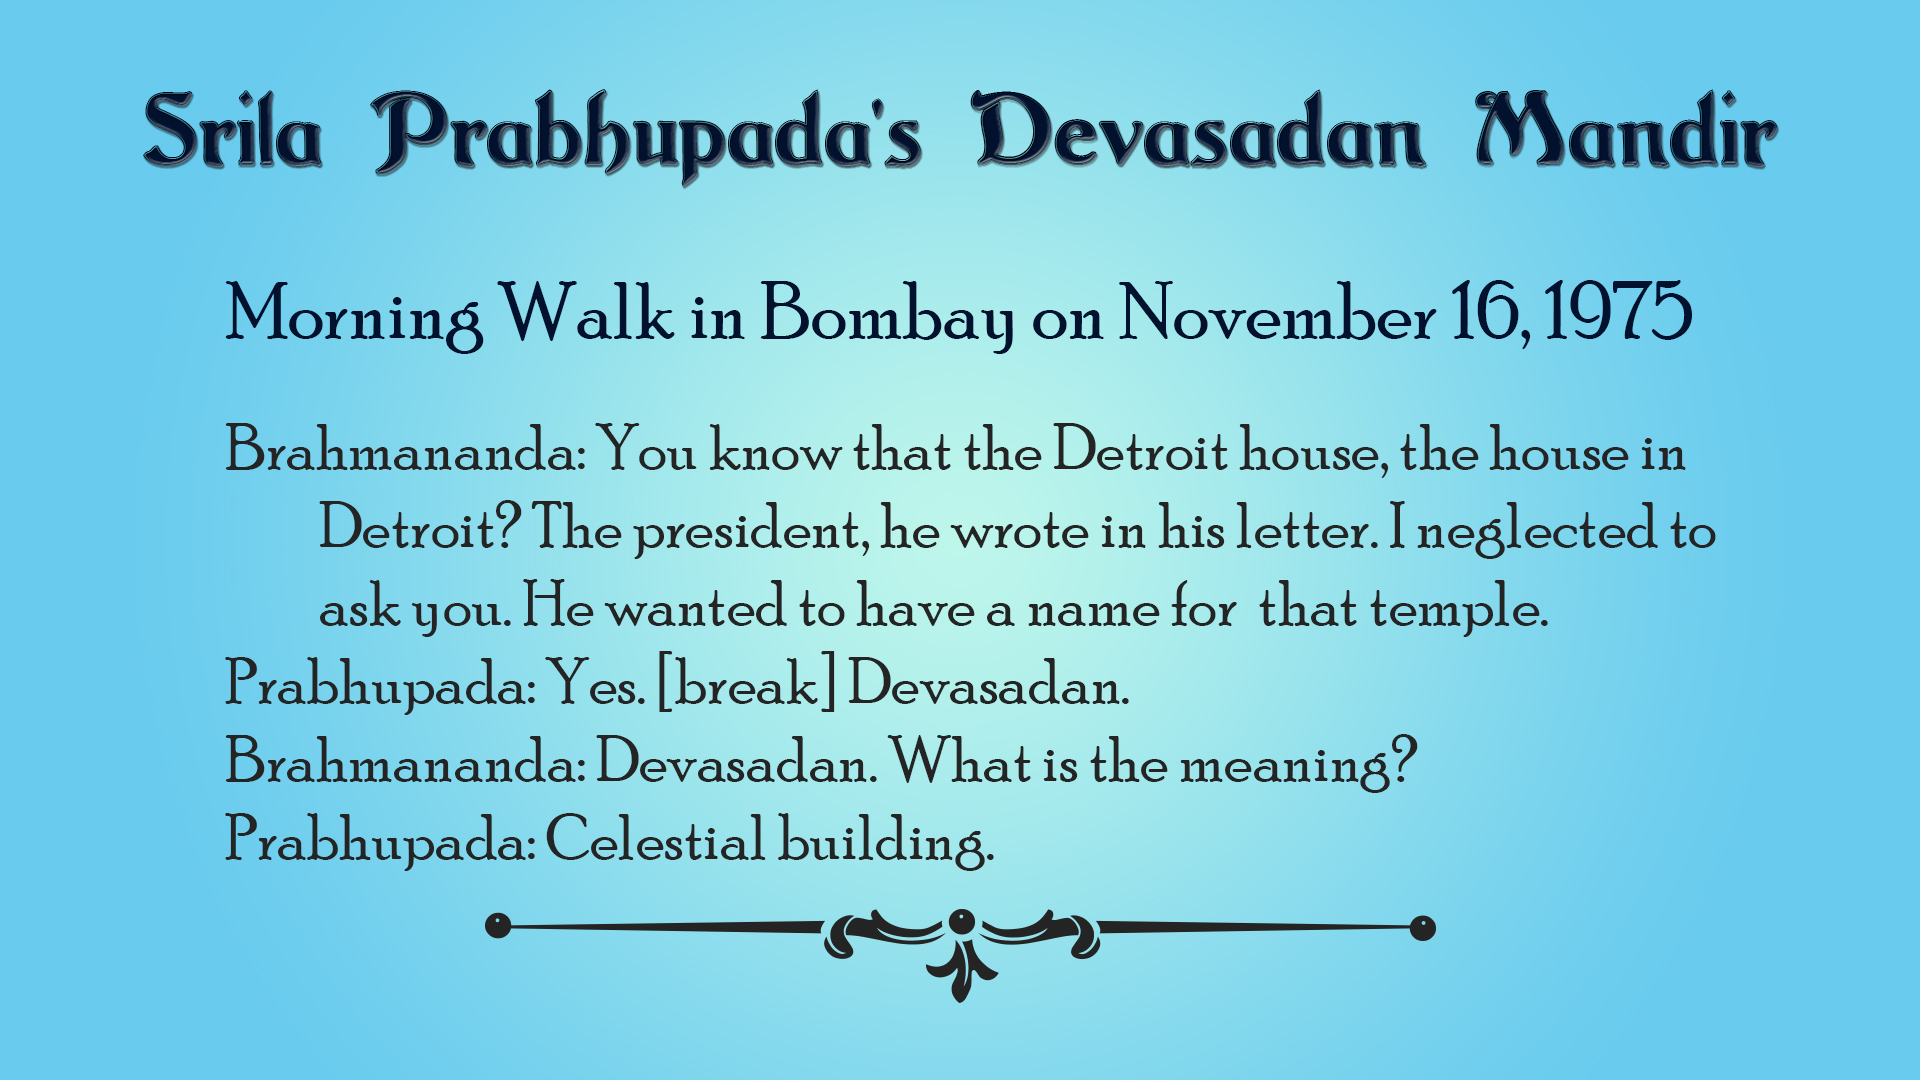 Srila Prabhupada's Devasadan Mandir
Morning Walk in Bombay on November 16, 1975
Brahmananda: You know that the Detroit house, the house in
Detroit? The president, he wrote in his letter. I neglected to
ask you. He wanted to have a name for that temple.
Prabhupada: Yes. [break] Devasadan.
Brahmananda: Devasadan. What is the meaning?
Prabhupada: Celestial building.